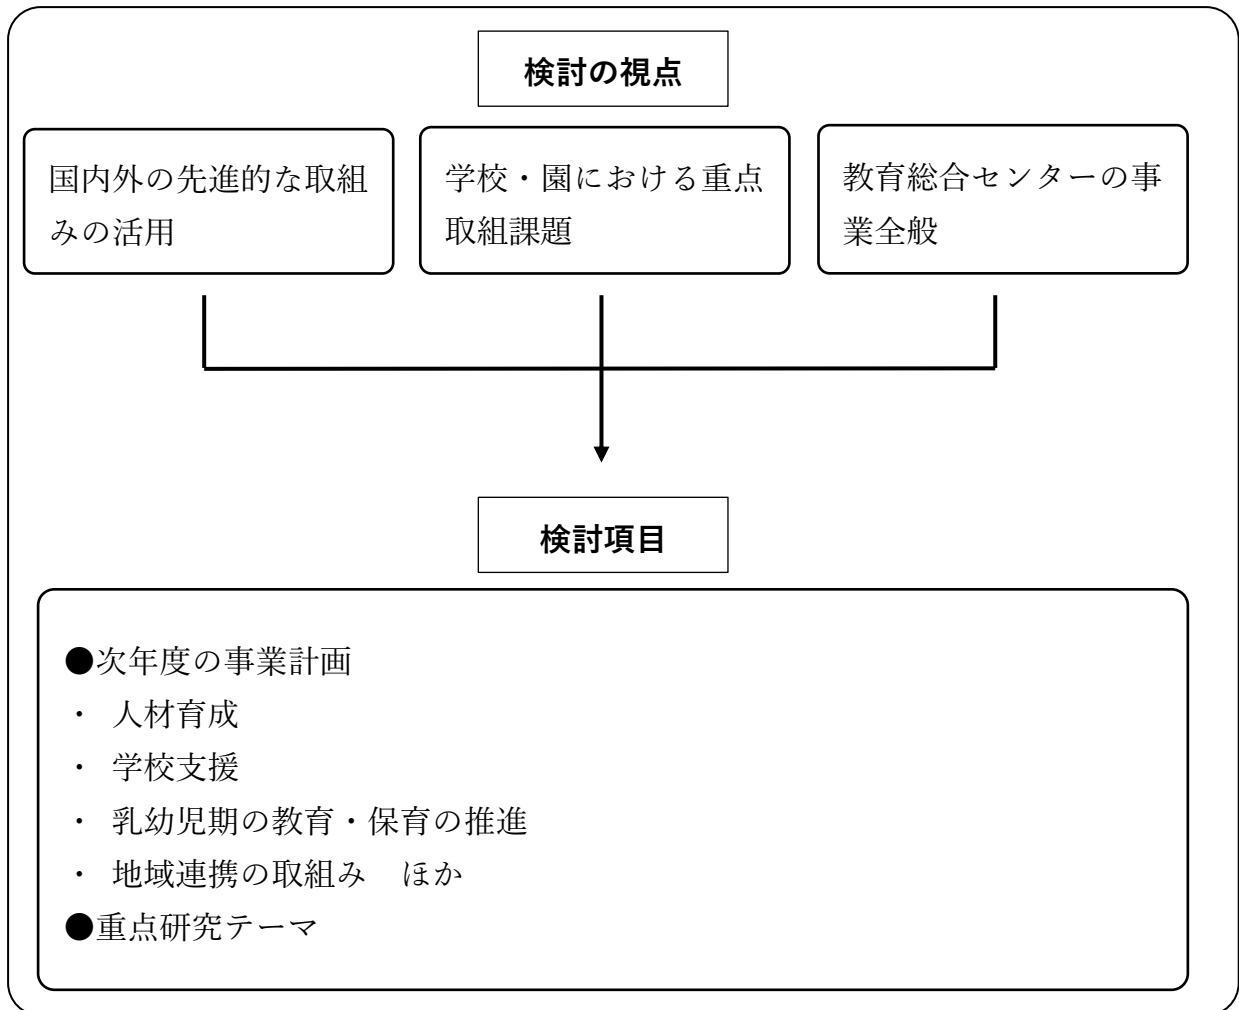 検討の視点
国内外の先進的な取組
みの活用
学校・園における重点
取組課題
教育総合センターの事
業全般
検討項目
●次年度の事業計画
・ 人材育成
・ 学校支援
・ 乳幼児期の教育・保育の推進
・ 地域連携の取組み　ほか
●重点研究テーマ